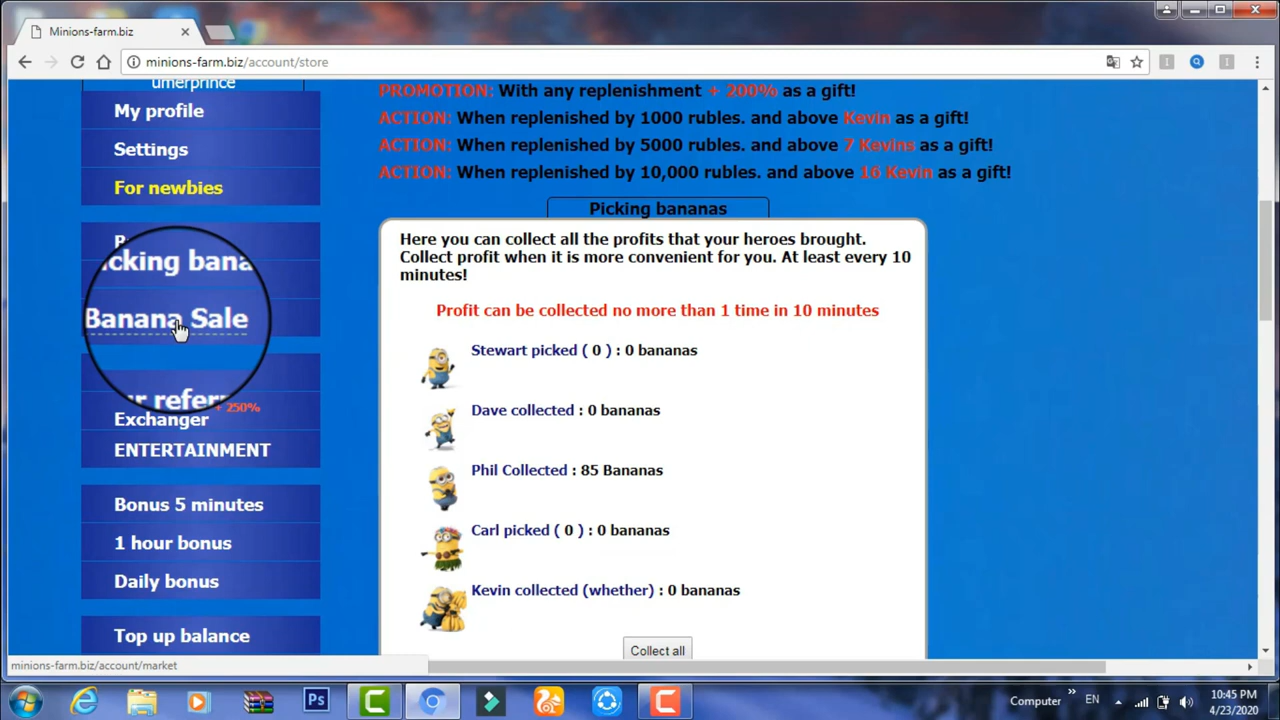 Minions-farm.biz
minions-farm.biz/account/store
umerprince
My profile
Settings
For newbies
icking bana
Banana Sale
ur refer
+ 250%
Exchanger
ENTERTAINMENT
Bonus 5 minutes
1 hour bonus
Daily bonus
Top up balance
PROMOTION: With any replenishment + 200% as a gift!
ACTION: When replenished by 1000 rubles. and above Kevin as a gift!
ACTION: When replenished by 5000 rubles. and above 7 Kevins as a gift!
ACTION: When replenished by 10,000 rubles. and above 16 Kevin as a gift!
Picking bananas
Here you can collect all the profits that your heroes brought.
Collect profit when it is more convenient for you. At least every 10
minutes!
Profit can be collected no more than 1 time in 10 minutes
Stewart picked ( 0 ) : 0 bananas
Dave collected : 0 bananas
Phil Collected : 85 Bananas
Carl picked ( 0 ) : 0 bananas
Kevin collected (whether) : 0 bananas
Collect all
minions-farm.biz/account/market
Ps
Computer
EN
10:45 PM
4/23/2020